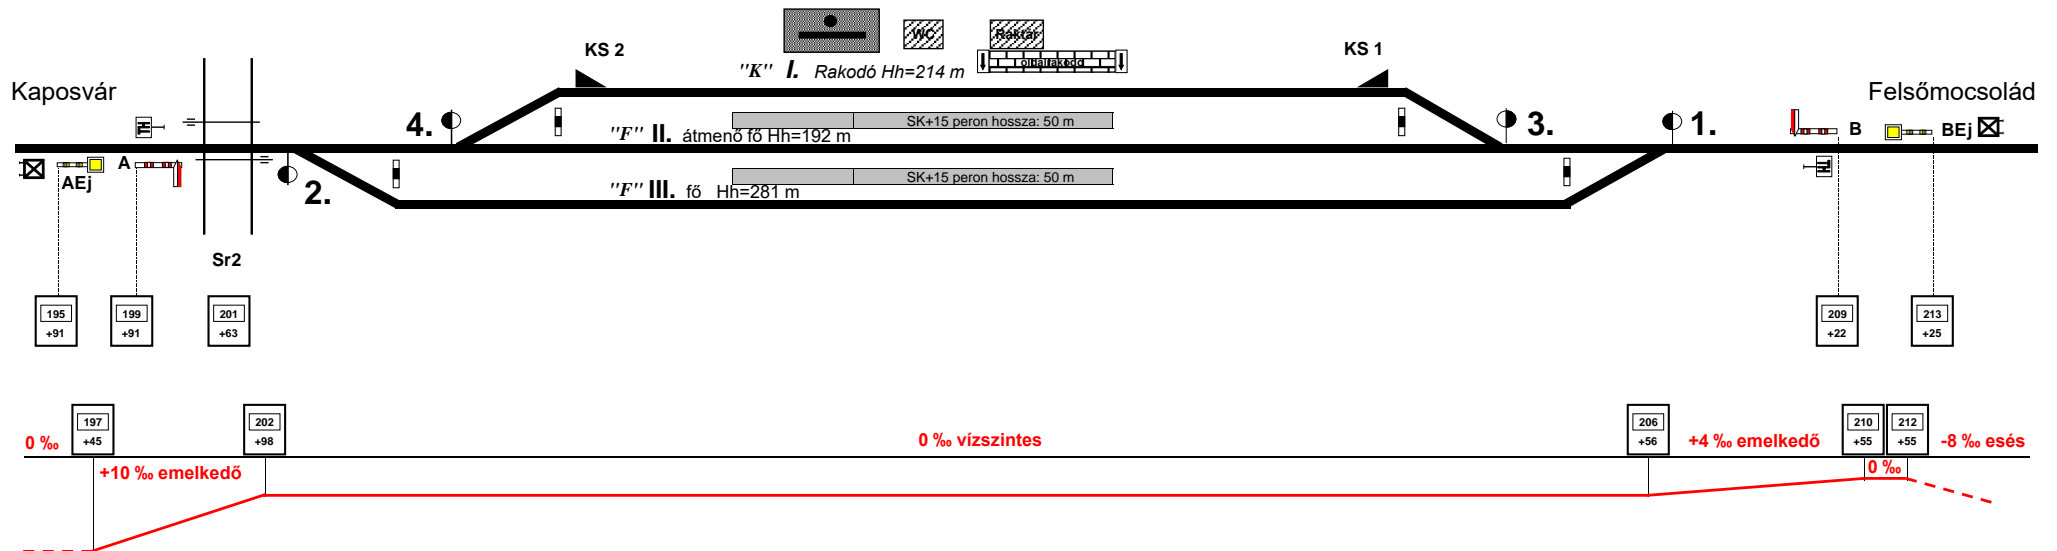 WC
Raktár
KS 2
KS 1
oldalrakodó
"K" I. Rakodó Hh=214 m
Kaposvár
Felsőmocsolád
4.
3.
1.
B
BEj
TH
SK+15 peron hossza: 50 m
"F" II. átmenő fő Hh=192 m
A
AEj
2.
TH
SK+15 peron hossza: 50 m
"F" III. fő Hh=281 m
Sr2
195
+91
199
+91
201
+63
209
+22
213
+25
197
+45
202
+98
206
+56
210
+55
212
+55
0 ‰
0 ‰ vízszintes
+4 ‰ emelkedő
-8 ‰ esés
+10 ‰ emelkedő
0 ‰